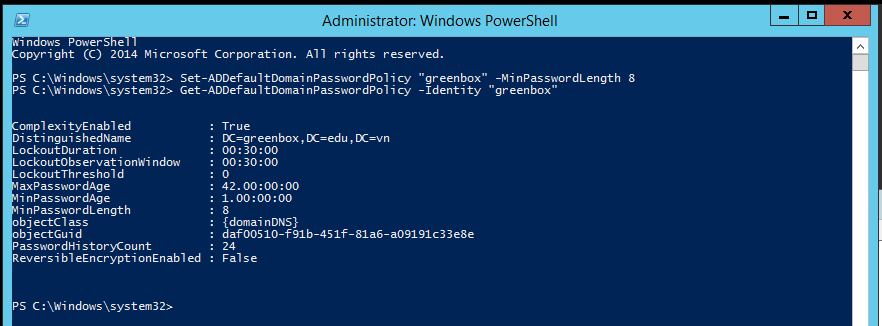 Administrator: Windows PowerShell
Windows PowerShell
Copyright (C) 2014 Microsoft Corporation. All rights reserved.
PS C:\Windows\system32> Set-ADDefaultDomainPasswordPolicy "greenbox" -MinPasswordLength 8
PS C:\Windows\system32> Get-ADDefaultDomainPasswordPolicy -Identity "greenbox"
ComplexityEnabled : True
DistinguishedName : DC=greenbox,DC=edu,DC=vn
LockoutDuration : 00:30:00
LockoutObservationWindow : 00:30:00
LockoutThreshold : 0
MaxPasswordAge : 42.00:00:00
MinPasswordAge : 1.00:00:00
MinPasswordLength : 8
objectClass : {domainDNS}
objectGuid : daf00510-f91b-451f-81a6-a09191c33e8e
PasswordHistoryCount : 24
ReversibleEncryptionEnabled : False
PS C:\Windows\system32>